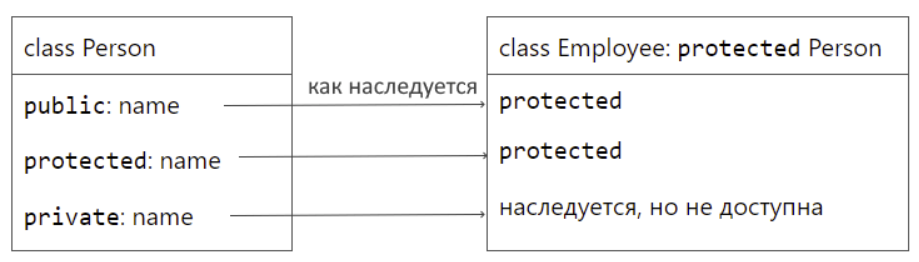 class Person
class Employee: protected Person
как наследуется
public: name
protected
protected: name
protected
private: name
наследуется, но не доступна